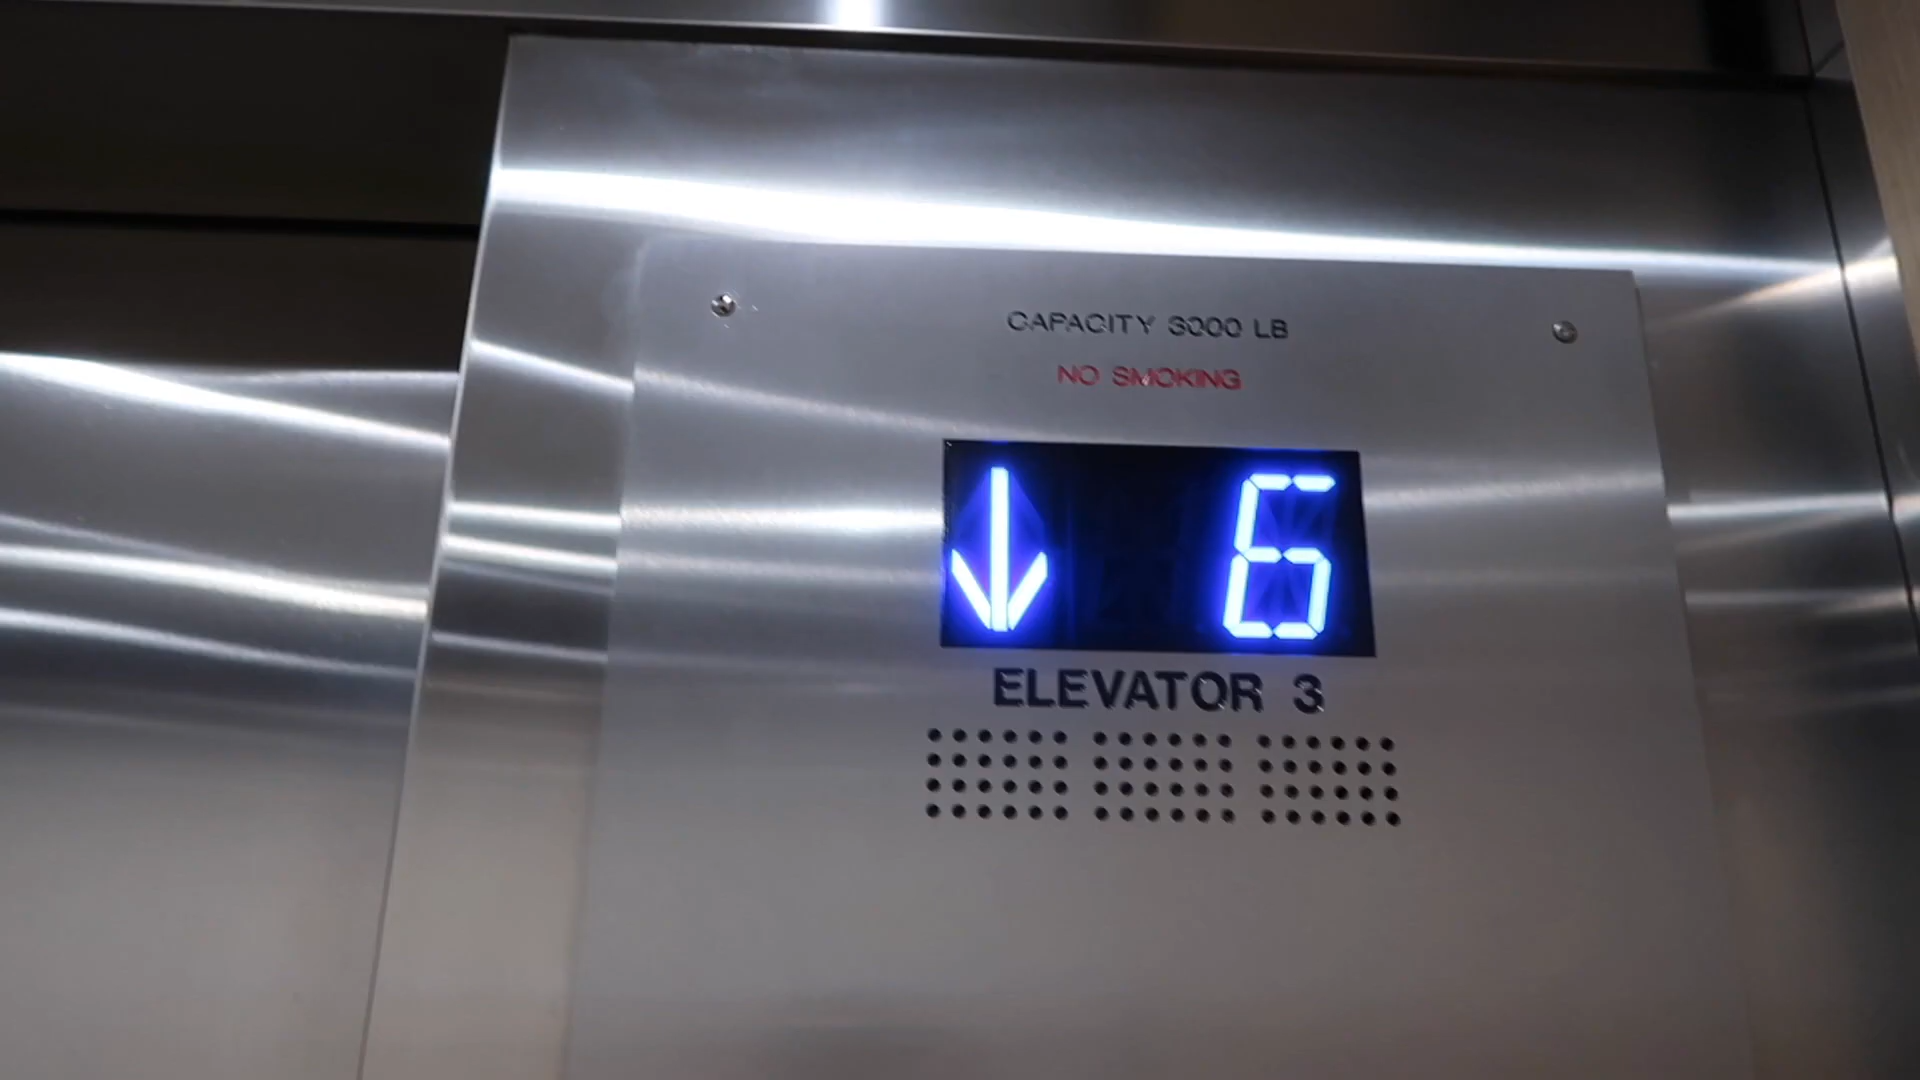 CAPACITY 3000 LB
NO SMOKING
↓ 6
ELEVATOR 3